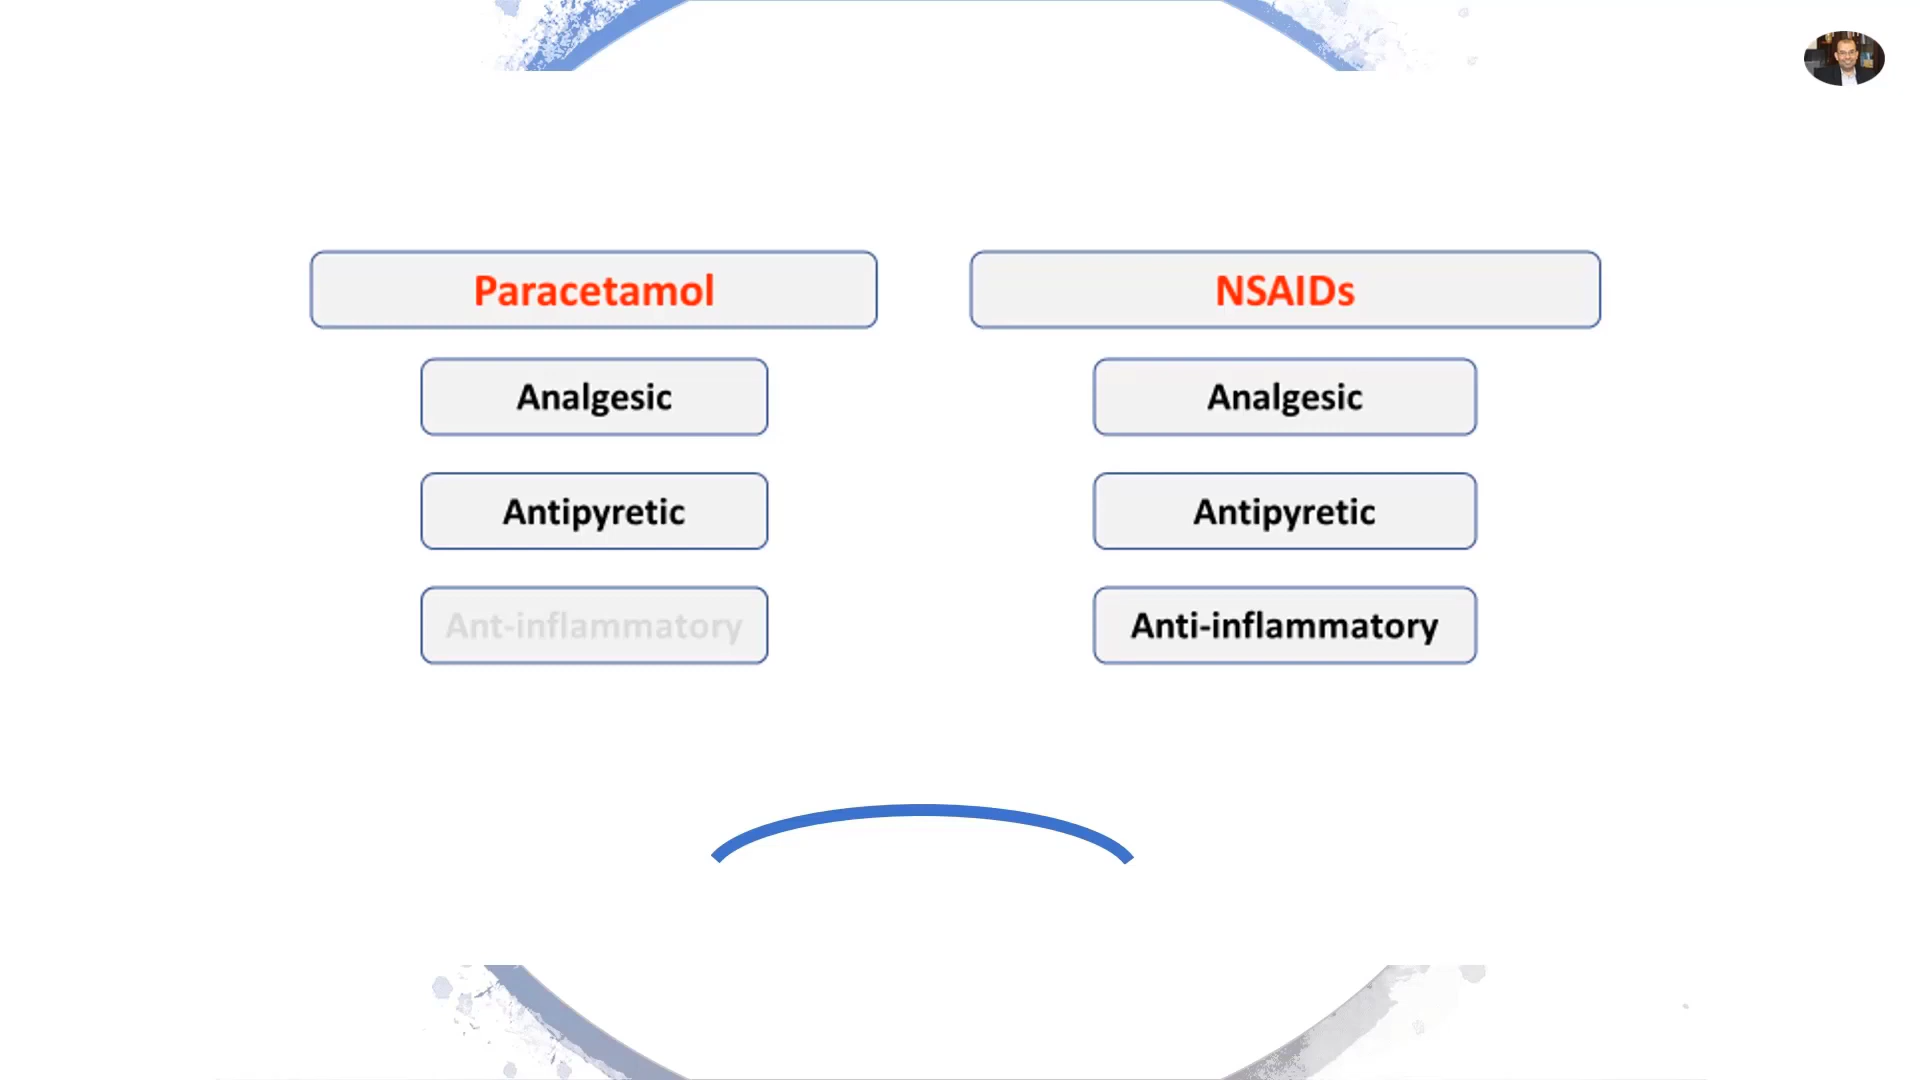 Paracetamol
Analgesic
Antipyretic
Ant-inflammatory
NSAIDs
Analgesic
Antipyretic
Anti-inflammatory